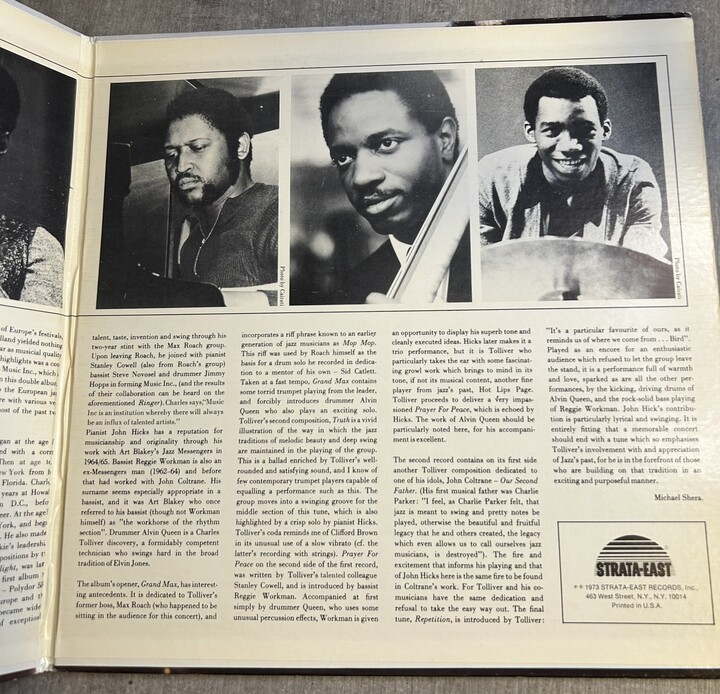 Photo by Cairati
Photo by Cairati
of Europe's festivals,
lland yielded nothing
ar as musicial quality
highlights was a con
Music Inc., which
n this double album
o the European ja
re with various ve
ost of the past tw
gan at the age
ed with a corn
Then at age te
ew York from h
Florida. Charle
years at Howa
n D.C., befo
eer. At the age
York, and beg
He also made
kie's leadersh
positions by t
light, was lat
first album
– Polydor Sé
urope and th
became wide
f exception
talent, taste, invention and swing through his
two-year stint with the Max Roach group.
Upon leaving Roach, he joined with pianist
Stanley Cowell (also from Roach's group)
bassist Steve Novosel and drummer Jimmy
Hopps in forming Music Inc., (and the results
of their collaboration can be heard on the
aforementioned Ringer). Charles says,"Music
Inc is an institution whereby there will always
be an influx of talented artists."
Pianist John Hicks has a reputation for
musicianship and originality through his
work with Art Blakey's Jazz Messengers in
1964/65. Bassist Reggie Workman is also an
ex-Messengers man (1962-64) and before
that had worked with John Coltrane. His
surname seems especially appropriate in a
bassist, and it was Art Blakey who once
referred to his bassist (though not Workman
himself) as "the workhorse of the rhythm
section". Drummer Alvin Queen is a Charles
Tolliver discovery, a formidably competent
technician who swings hard in the broad
tradition of Elvin Jones.
The album's opener, Grand Max, has interest-
ing antecedents. It is dedicated to Tolliver's
former boss, Max Roach (who happened to be
sitting in the audience for this concert), and
incorporates a riff phrase known to an earlier
generation of jazz musicians as Mop Mop.
This riff was used by Roach himself as the
basis for a drum solo he recorded in dedica-
tion to a mentor of his own – Sid Catlett.
Taken at a fast tempo, Grand Max contains
some torrid trumpet playing from the leader,
and forcibly introduces drummer Alvin
Queen who also plays an exciting solo.
Tolliver's second composition, Truth is a vivid
illustration of the way in which the jazz
traditions of melodic beauty and deep swing
are maintained in the playing of the group.
This is a ballad enriched by Tolliver's well-
rounded and satisfying sound, and I know of
few contemporary trumpet players capable of
equalling a performance such as this. The
group moves into a swinging groove for the
middle section of this tune, which is also
highlighted by a crisp solo by pianist Hicks.
Tolliver's coda reminds one of Clifford Brown
in its unusual use of a slow vibrato (cf. the
latter's recording with strings). Prayer For
Peace on the second side of the first record,
was written by Tolliver's talented colleague
Stanley Cowell, and is introduced by bassist
Reggie Workman. Accompanied at first
simply by drummer Queen, who uses some
unusual percussion effects, Workman is given
an opportunity to display his superb tone and
cleanly executed ideas. Hicks later makes it a
trio performance, but it is Tolliver who
particularly takes the ear with some fascinat-
ing growl work which brings to mind in its
tone, if not its musical content, another fine
player from jazz's past, Hot Lips Page.
Tolliver proceeds to deliver a very impas-
sioned Prayer For Peace, which is echoed by
Hicks. The work of Alvin Queen should be
particularly noted here, for his accompani-
ment is excellent.
The second record contains on its first side
another Tolliver composition dedicated to
one of his idols, John Coltrane – Our Second
Father. (His first musical father was Charlie
Parker: "I feel, as Charlie Parker felt, that
jazz is meant to swing and pretty notes be
played, otherwise the beautiful and fruitful
legacy that he and others created, the legacy
which even allows us to call ourselves jazz
musicians, is destroyed"). The fire and
excitement that informs his playing and that
of John Hicks here is the same fire to be found
in Coltrane's work. For Tolliver and his co-
musicians have the same dedication and
refusal to take the easy way out. The final
tune, Repetition, is introduced by Tolliver:
"It's a particular favourite of ours, as it
reminds us of where we come from . . . Bird".
Played as an encore for an enthusiastic
audience which refused to let the group leave
the stand, it is a performance full of warmth
and love, sparked as are all the other per-
formances, by the kicking, driving drums of
Alvin Queen, and the rock-solid bass playing
of Reggie Workman. John Hick's contribu-
tion is particularly lyrical and swinging. It is
entirely fitting that a memorable concert
should end with a tune which so emphasises
Tolliver's involvement with and appreciation
of Jazz's past, for he is in the forefront of those
who are building on that tradition in an
exciting and purposeful manner.
Michael Shera.
STRATA-EAST
℗ © 1973 STRATA-EAST RECORDS, Inc.,
463 West Street, N.Y., N.Y. 10014
Printed in U.S.A.